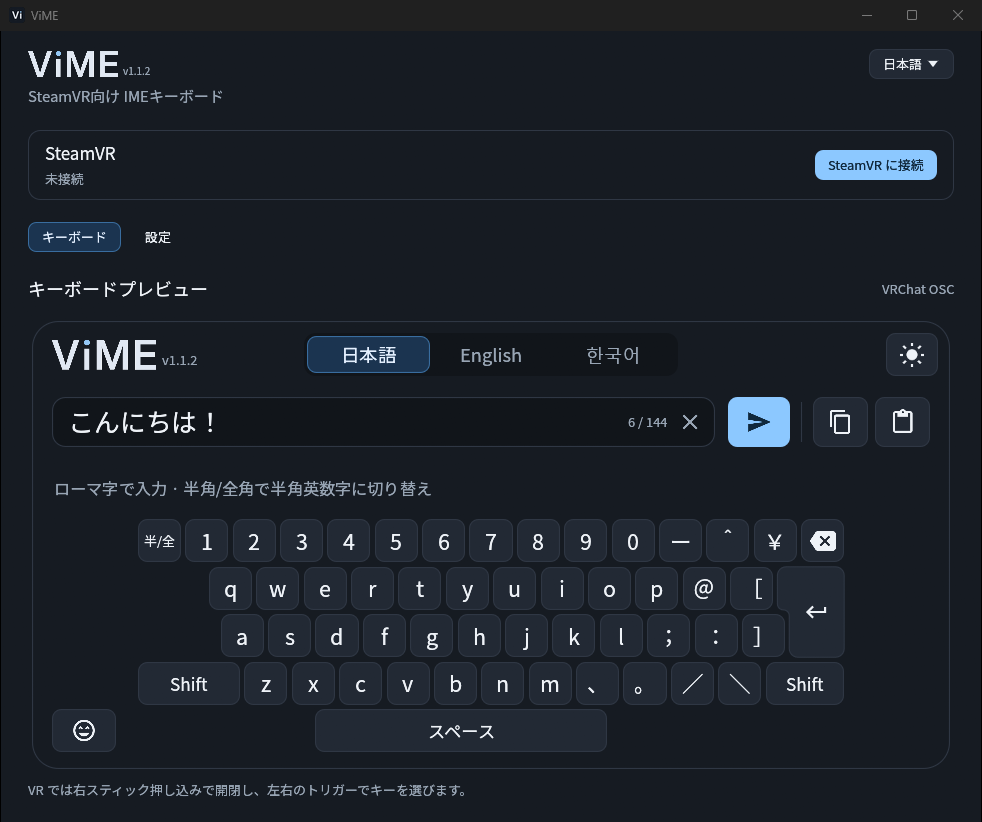 Vi ViME
ViME v1.1.2
日本語 ▼
SteamVR向け IMEキーボード
SteamVR
未接続
SteamVR に接続
キーボード 設定
キーボードプレビュー
VRChat OSC
ViME v1.1.2
日本語 English 한국어
こんにちは！
6 / 144
ローマ字で入力 · 半角/全角で半角英数字に切り替え
半/全 1 2 3 4 5 6 7 8 9 0 ー ＾ ￥
q w e r t y u i o p @ [
a s d f g h j k l ; : ]
Shift z x c v b n m 、 。 ／ ＼ Shift
スペース
VR では右スティック押し込みで開閉し、左右のトリガーでキーを選びます。